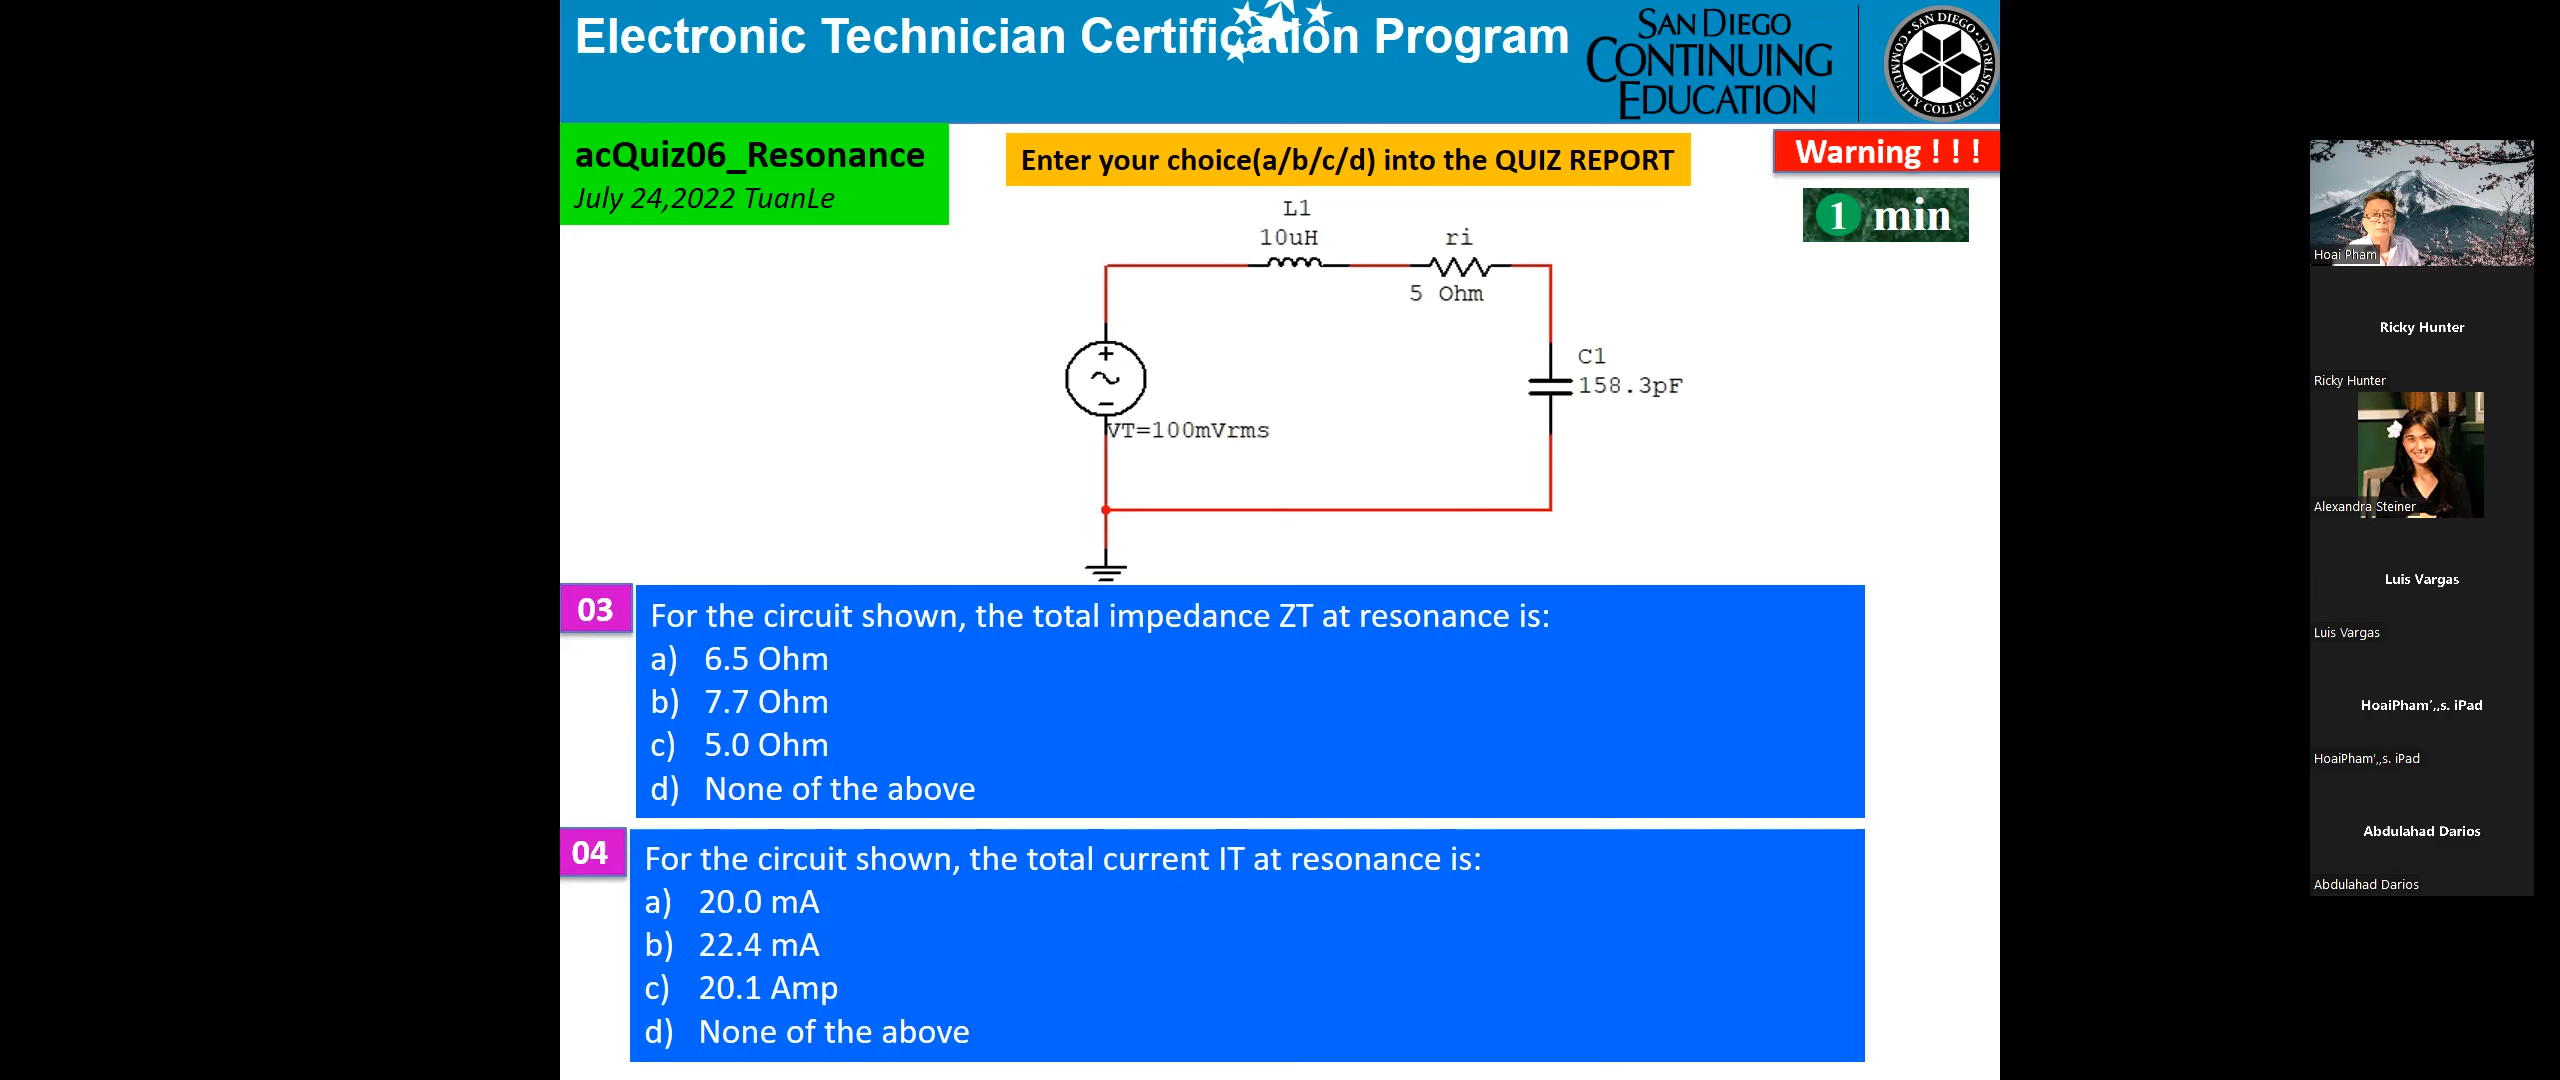 Electronic Technician Certification Program
SAN DIEGO
CONTINUING
EDUCATION
SAN DIEGO
COMMUNITY COLLEGE DISTRICT
acQuiz06_Resonance
July 24,2022 TuanLe
Enter your choice(a/b/c/d) into the QUIZ REPORT
Warning ! ! !
1 min
L1
10uH
ri
5 Ohm
C1
158.3pF
VT=100mVrms
03
For the circuit shown, the total impedance ZT at resonance is:
a) 6.5 Ohm
b) 7.7 Ohm
c) 5.0 Ohm
d) None of the above
04
For the circuit shown, the total current IT at resonance is:
a) 20.0 mA
b) 22.4 mA
c) 20.1 Amp
d) None of the above
Hoai Pham
Ricky Hunter
Ricky Hunter
Alexandra Steiner
Luis Vargas
Luis Vargas
HoaiPham’,,s. iPad
HoaiPham’,,s. iPad
Abdulahad Darios
Abdulahad Darios